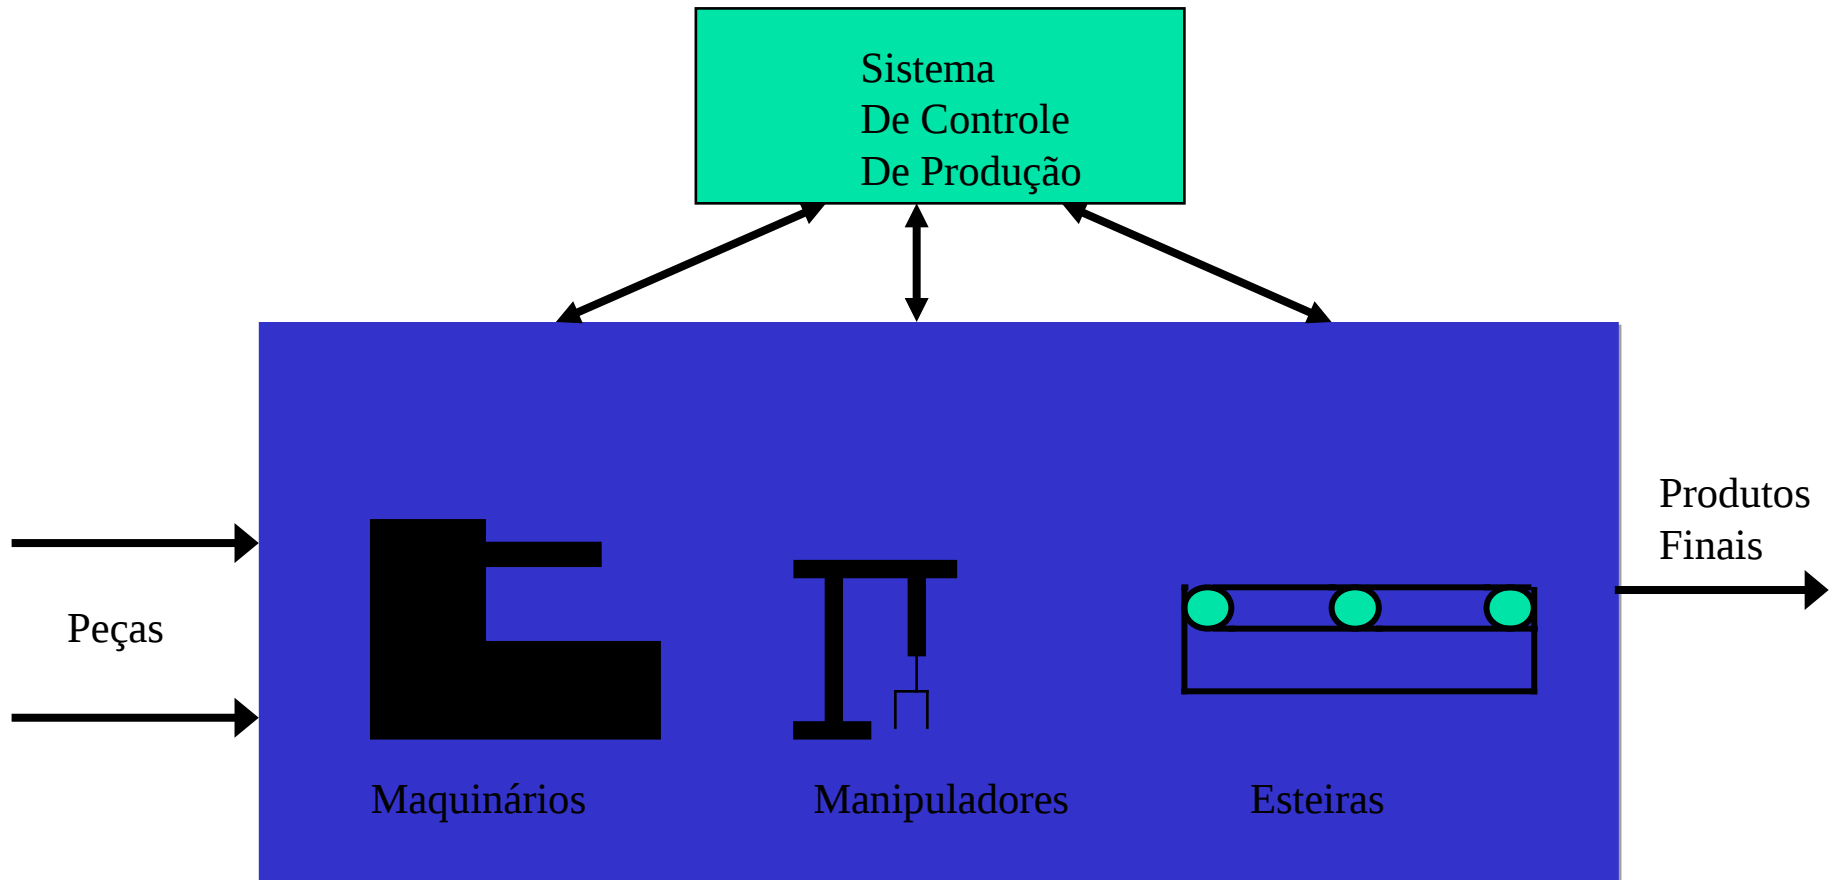 Sistema
De Controle
De Produção
Produtos
Finais
Peças
Maquinários
Manipuladores
Esteiras